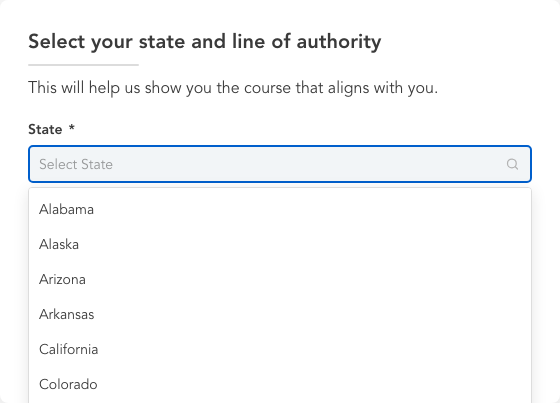 Select your state and line of authority
This will help us show you the course that aligns with you.
State *
Select State
Alabama
Alaska
Arizona
Arkansas
California
Colorado